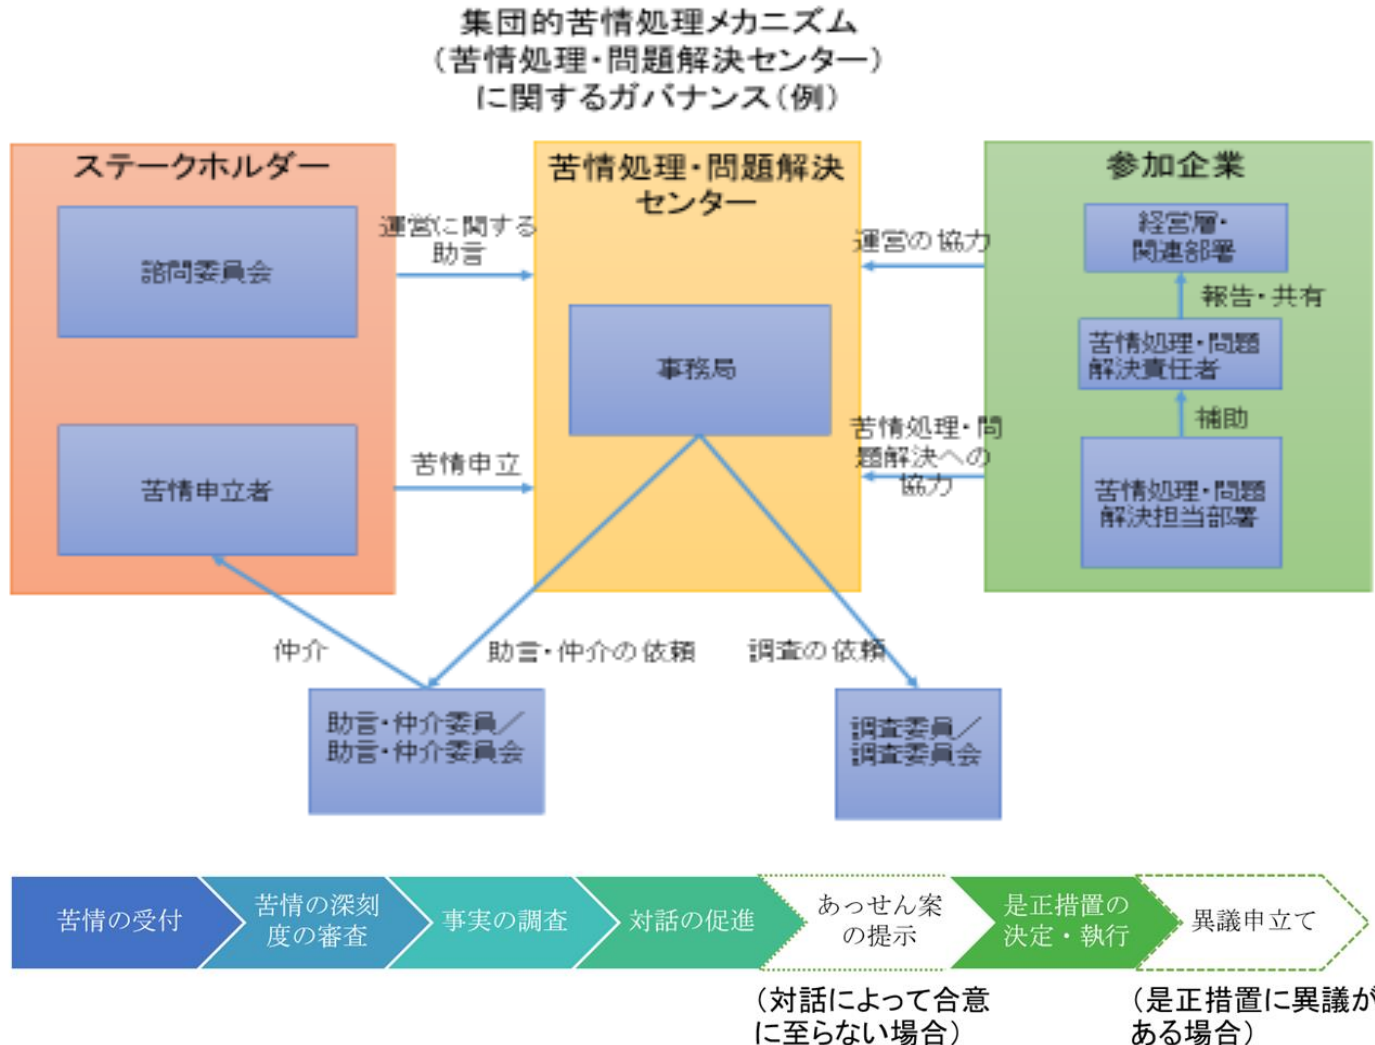 集団的苦情処理メカニズム
（苦情処理・問題解決センター）
に関するガバナンス（例）
ステークホルダー
諮問委員会
苦情申立者
運営に関する
助言
苦情申立
苦情処理・問題解決
センター
事務局
運営の協力
苦情処理・問
題解決への
協力
参加企業
経営層・
関連部署
報告・共有
苦情処理・問題
解決責任者
補助
苦情処理・問題
解決担当部署
仲介
助言・仲介の依頼
調査の依頼
助言・仲介委員／
助言・仲介委員会
調査委員／
調査委員会
苦情の受付
苦情の深刻
度の審査
事実の調査
対話の促進
あっせん案
の提示
是正措置の
決定・執行
異議申立て
（対話によって合意
に至らない場合）
（是正措置に異議が
ある場合）